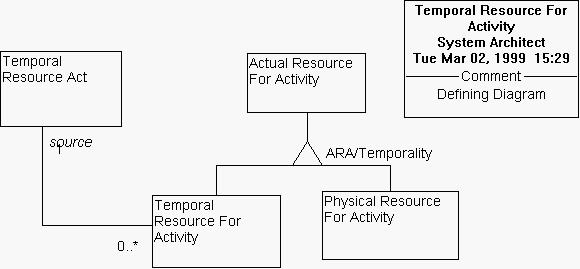 Temporal Resource For
Activity
System Architect
Tue Mar 02, 1999 15:29
Comment
Defining Diagram
Temporal
Resource Act
Actual Resource
For Activity
source
1
ARA/Temporality
Temporal
Resource For
Activity
Physical Resource
For Activity
0..*